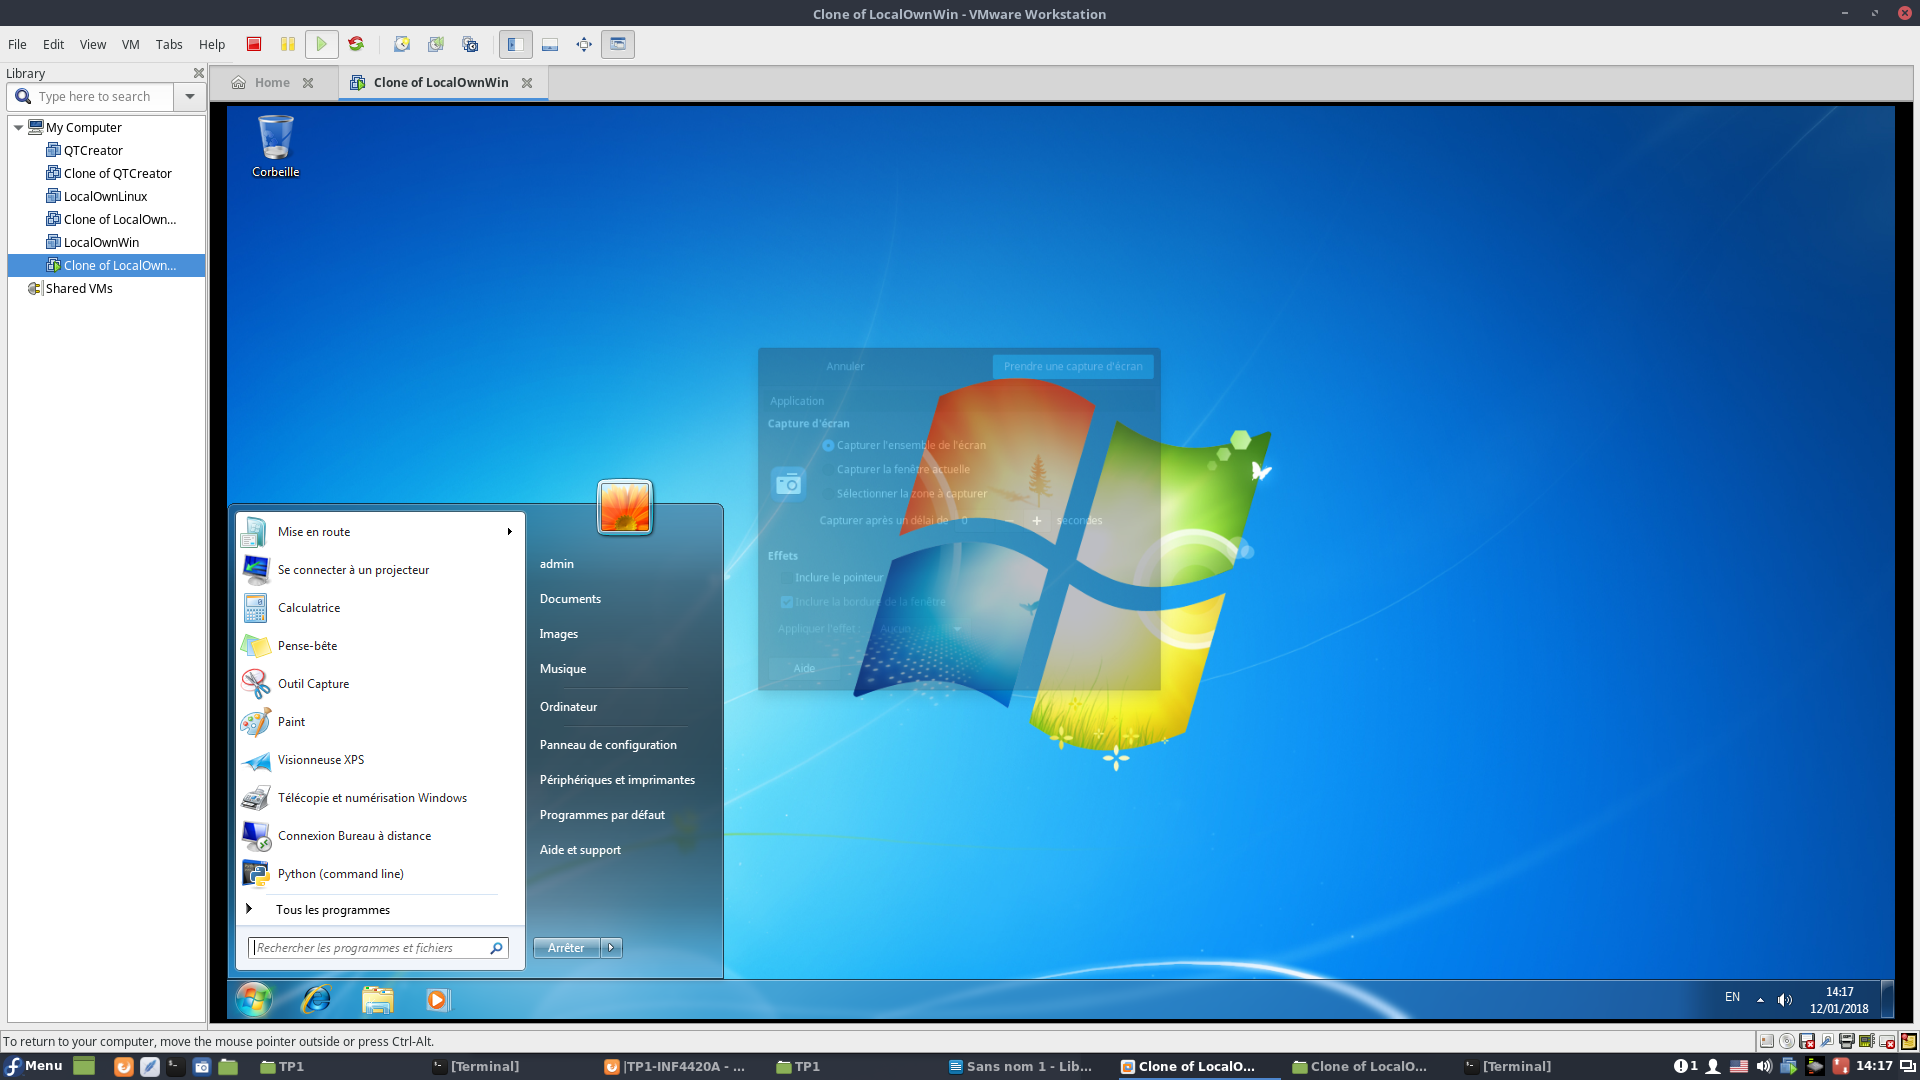 Clone of LocalOwnWin - VMware Workstation
File Edit View VM Tabs Help
Library
Home
Clone of LocalOwnWin
Type here to search
My Computer
QTCreator
Clone of QTCreator
LocalOwnLinux
Clone of LocalOwn...
LocalOwnWin
Clone of LocalOwn...
Shared VMs
Corbeille
Annuler
Prendre une capture d'écran
Application
Capture d'écran
Capturer l'ensemble de l'écran
Capturer la fenêtre actuelle
Sélectionner la zone à capturer
Capturer après un délai de 0 − + secondes
Effets
Inclure le pointeur
Inclure la bordure de la fenêtre
Appliquer l'effet : Aucun
Aide
Mise en route
Se connecter à un projecteur
Calculatrice
Pense-bête
Outil Capture
Paint
Visionneuse XPS
Télécopie et numérisation Windows
Connexion Bureau à distance
Python (command line)
Tous les programmes
Rechercher les programmes et fichiers
admin
Documents
Images
Musique
Ordinateur
Panneau de configuration
Périphériques et imprimantes
Programmes par défaut
Aide et support
Arrêter
EN
14:17
12/01/2018
To return to your computer, move the mouse pointer outside or press Ctrl-Alt.
Menu
TP1
[Terminal]
|TP1-INF4420A - ...
TP1
Sans nom 1 - Lib...
Clone of LocalO...
Clone of LocalO...
[Terminal]
1
14:17